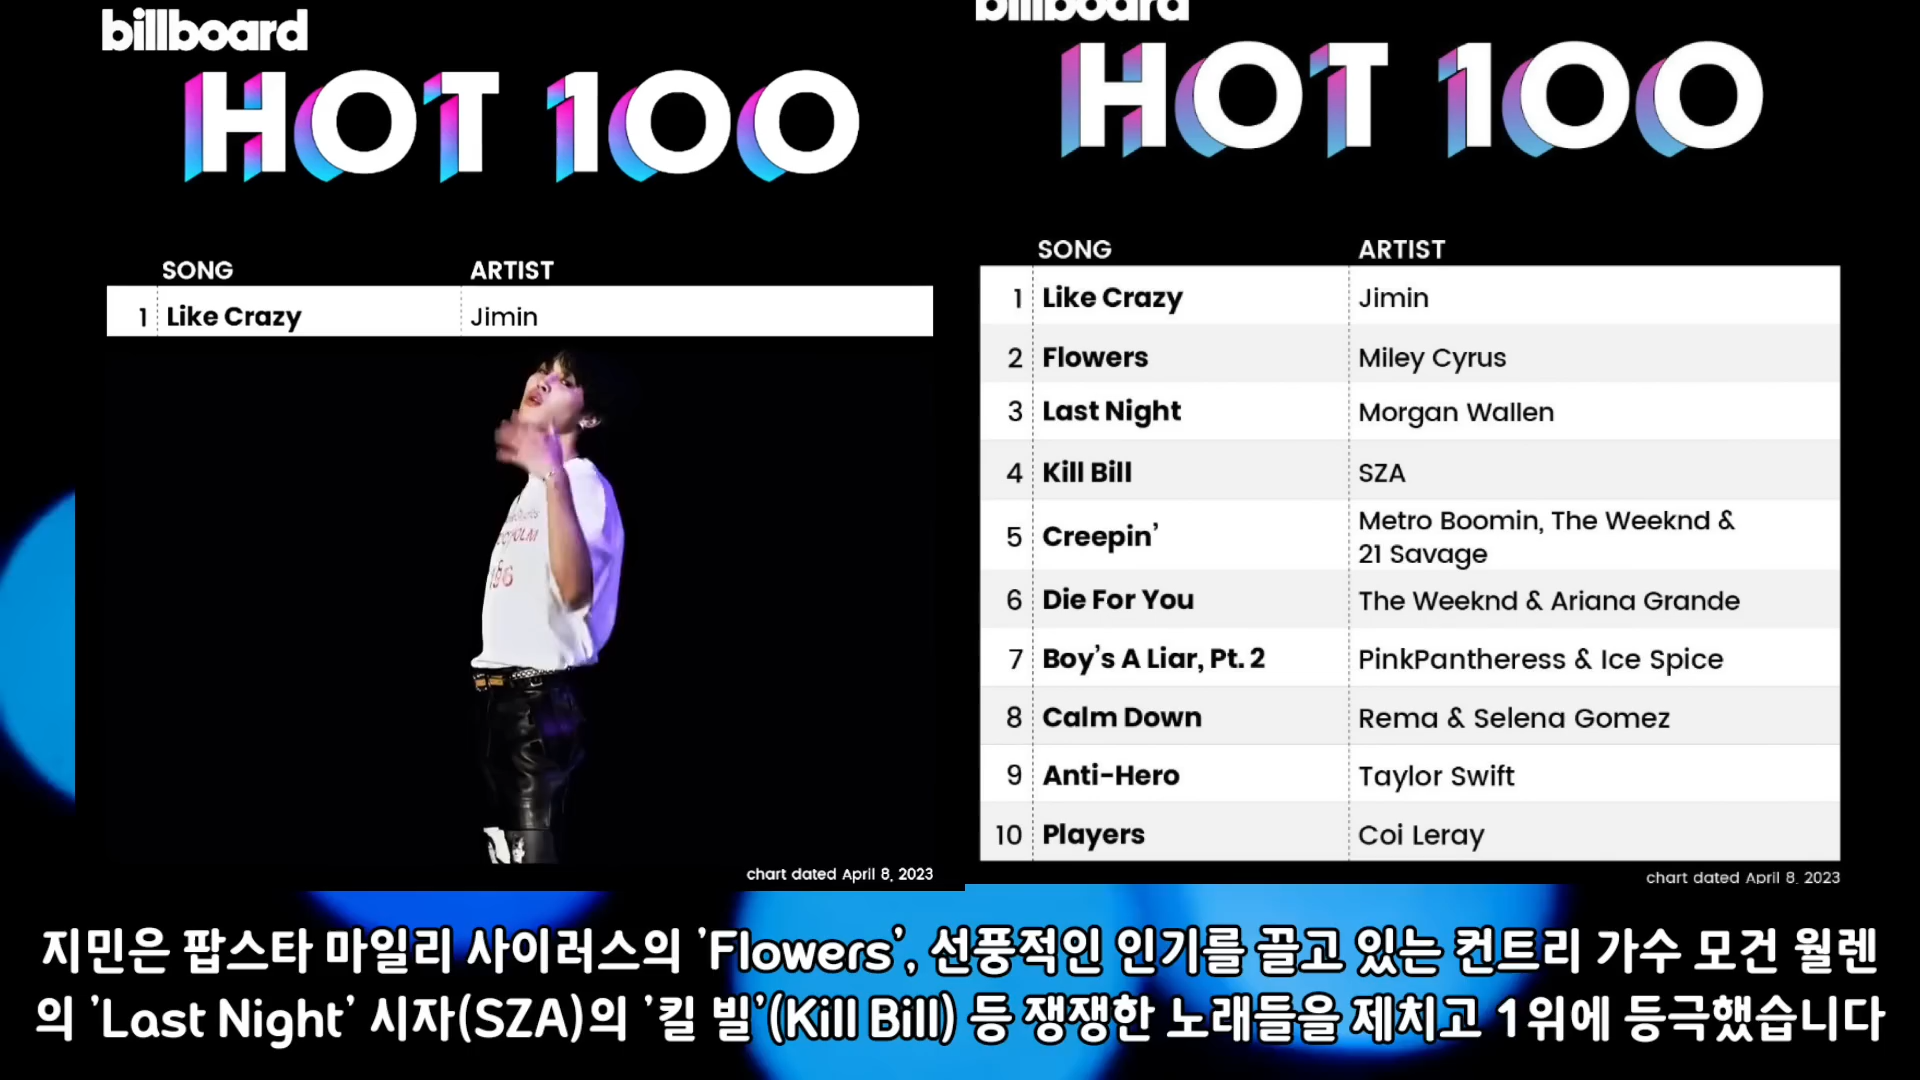 billboard
HOT 100
SONG ARTIST
1 Like Crazy Jimin
chart dated April 8, 2023
billboard
HOT 100
SONG ARTIST
1 Like Crazy Jimin
2 Flowers Miley Cyrus
3 Last Night Morgan Wallen
4 Kill Bill SZA
5 Creepin’ Metro Boomin, The Weeknd &
21 Savage
6 Die For You The Weeknd & Ariana Grande
7 Boy’s A Liar, Pt. 2 PinkPantheress & Ice Spice
8 Calm Down Rema & Selena Gomez
9 Anti-Hero Taylor Swift
10 Players Coi Leray
chart dated April 8, 2023
지민은 팝스타 마일리 사이러스의 'Flowers', 선풍적인 인기를 끌고 있는 컨트리 가수 모건 월렌
의 'Last Night' 시자(SZA)의 '킬 빌'(Kill Bill) 등 쟁쟁한 노래들을 제치고 1위에 등극했습니다